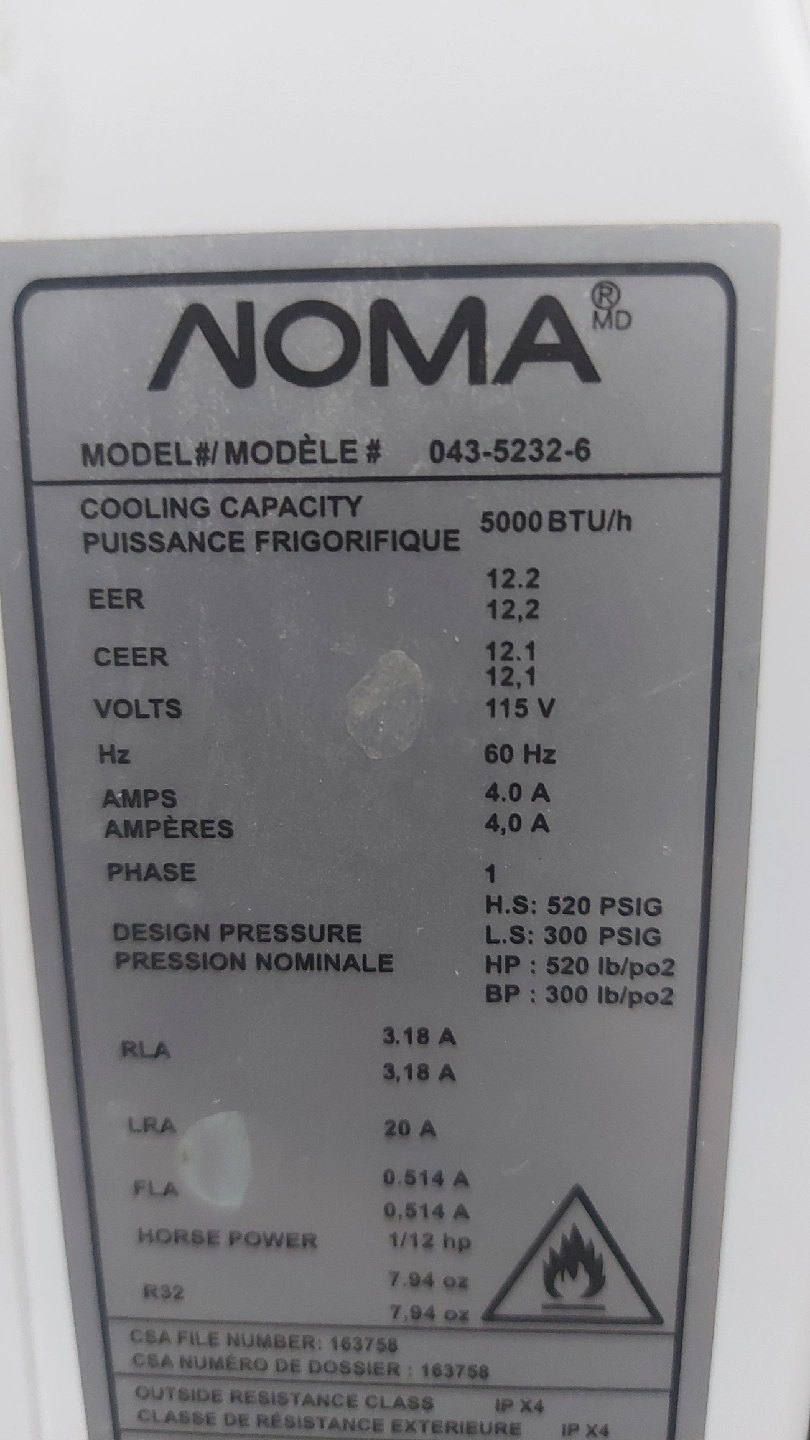 NOMA®
MD
MODEL#/ MODÈLE # 043-5232-6
COOLING CAPACITY
PUISSANCE FRIGORIFIQUE 5000 BTU/h
EER 12.2
12,2
CEER 12.1
12,1
VOLTS 115 V
Hz 60 Hz
AMPS 4.0 A
AMPÈRES 4,0 A
PHASE 1
DESIGN PRESSURE
PRESSION NOMINALE
H.S: 520 PSIG
L.S: 300 PSIG
HP : 520 lb/po2
BP : 300 lb/po2
RLA 3.18 A
3,18 A
LRA 20 A
FLA 0.514 A
0,514 A
HORSE POWER 1/12 hp
R32 7.94 oz
7,94 oz
CSA FILE NUMBER: 163758
CSA NUMÉRO DE DOSSIER : 163758
OUTSIDE RESISTANCE CLASS IP X4
CLASSE DE RÉSISTANCE EXTERIEURE IP X4